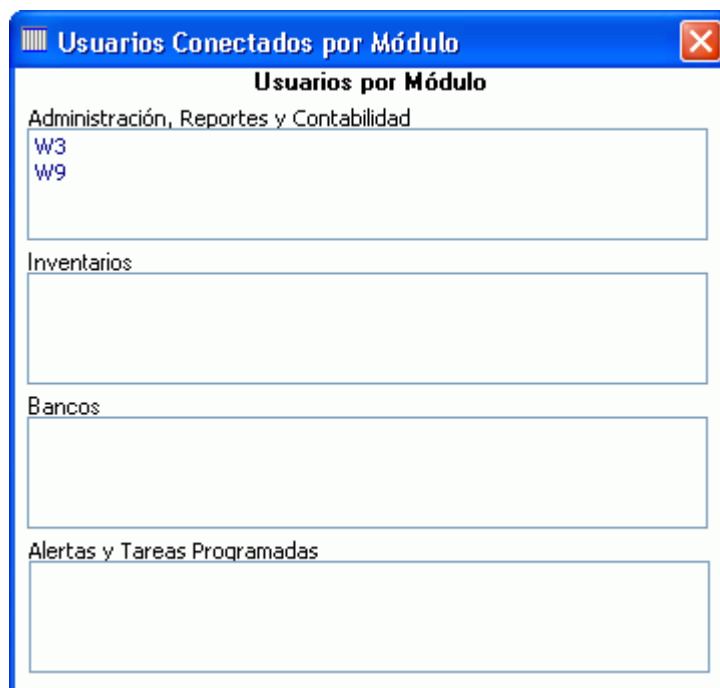 Usuarios Conectados por Módulo
Usuarios por Módulo
Administración, Reportes y Contabilidad
W3
W9
Inventarios
Bancos
Alertas y Tareas Programadas